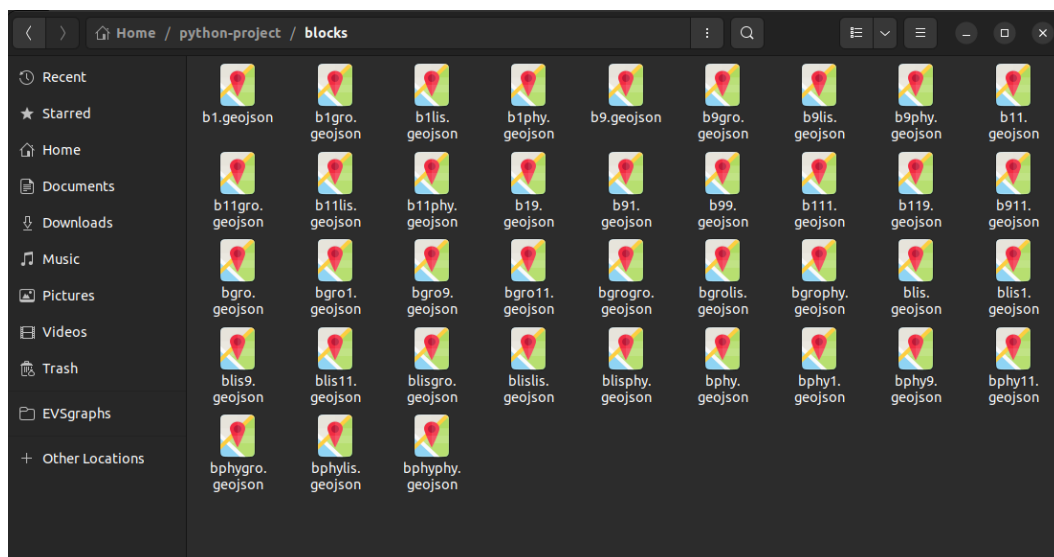 Home / python-project / blocks
Recent
Starred
Home
Documents
Downloads
Music
Pictures
Videos
Trash
EVSgraphs
+ Other Locations
b1.geojson
b1gro.
geojson
b1lis.
geojson
b1phy.
geojson
b9.geojson
b9gro.
geojson
b9lis.
geojson
b9phy.
geojson
b11.
geojson
b11gro.
geojson
b11lis.
geojson
b11phy.
geojson
b19.
geojson
b91.
geojson
b99.
geojson
b111.
geojson
b119.
geojson
b911.
geojson
bgro.
geojson
bgro1.
geojson
bgro9.
geojson
bgro11.
geojson
bgrogro.
geojson
bgrolis.
geojson
bgrophy.
geojson
blis.
geojson
blis1.
geojson
blis9.
geojson
blis11.
geojson
blisgro.
geojson
blislis.
geojson
blisphy.
geojson
bphy.
geojson
bphy1.
geojson
bphy9.
geojson
bphy11.
geojson
bphygro.
geojson
bphylis.
geojson
bphyphy.
geojson